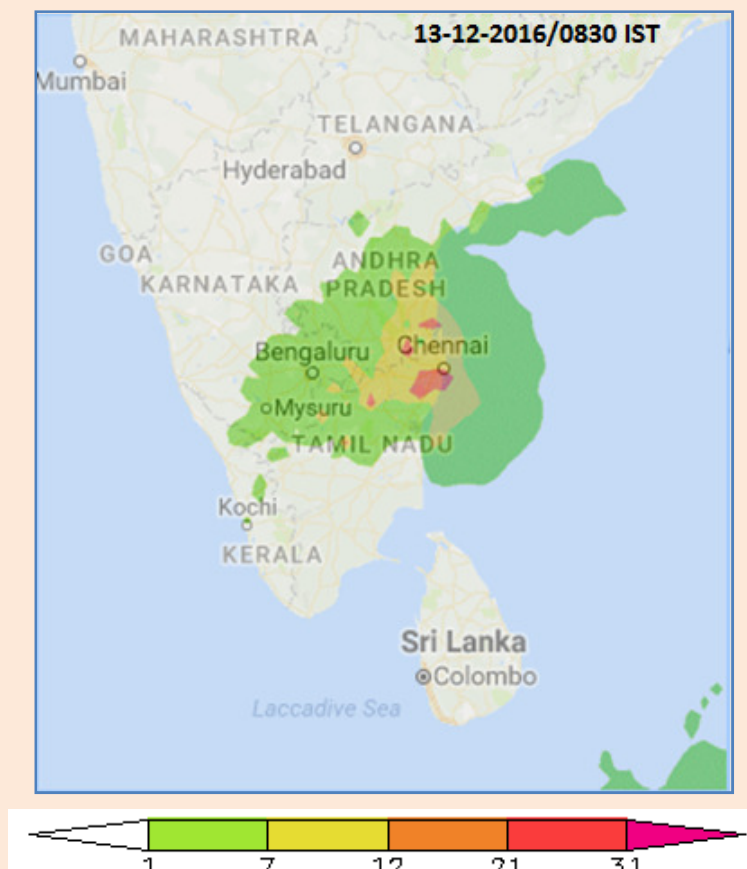 MAHARASHTRA
13-12-2016/0830 IST
Mumbai
TELANGANA
Hyderabad
GOA
ANDHRA
PRADESH
KARNATAKA
Chennai
Bengaluru
Mysuru
TAMIL NADU
Kochi
KERALA
Sri Lanka
Colombo
Laccadive Sea
1 7 12 21 31